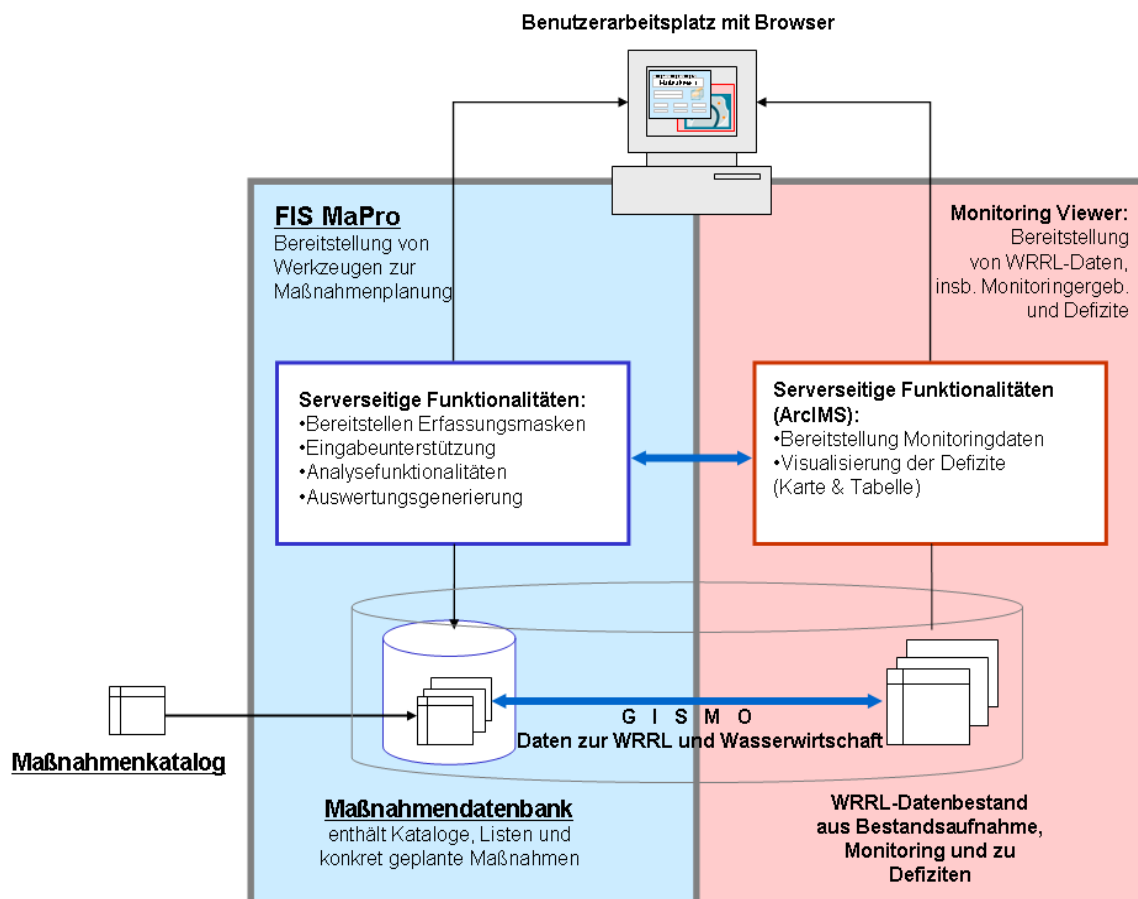 Benutzerarbeitsplatz mit Browser
FIS MaPro
Bereitstellung von
Werkzeugen zur
Maßnahmenplanung
Monitoring Viewer:
Bereitstellung
von WRRL-Daten,
insb. Monitoringergeb.
und Defizite
Serverseitige Funktionalitäten:
•Bereitstellen Erfassungsmasken
•Eingabeunterstützung
•Analysefunktionalitäten
•Auswertungsgenerierung
Serverseitige Funktionalitäten
(ArcIMS):
•Bereitstellung Monitoringdaten
•Visualisierung der Defizite
(Karte & Tabelle)
G I S M O
Daten zur WRRL und Wasserwirtschaft
Maßnahmenkatalog
Maßnahmendatenbank
enthält Kataloge, Listen und
konkret geplante Maßnahmen
WRRL-Datenbestand
aus Bestandsaufnahme,
Monitoring und zu
Defiziten